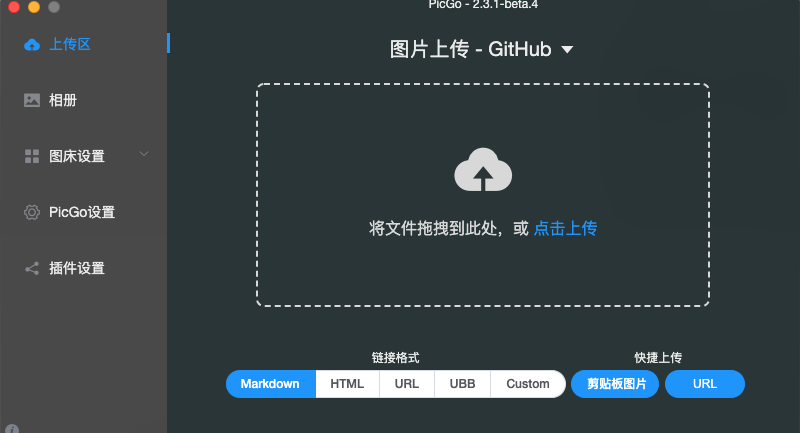 PicGo - 2.3.1-beta.4
上传区
相册
图床设置
PicGo设置
插件设置
图片上传 - GitHub
将文件拖拽到此处，或 点击上传
链接格式
Markdown HTML URL UBB Custom
快捷上传
剪贴板图片 URL